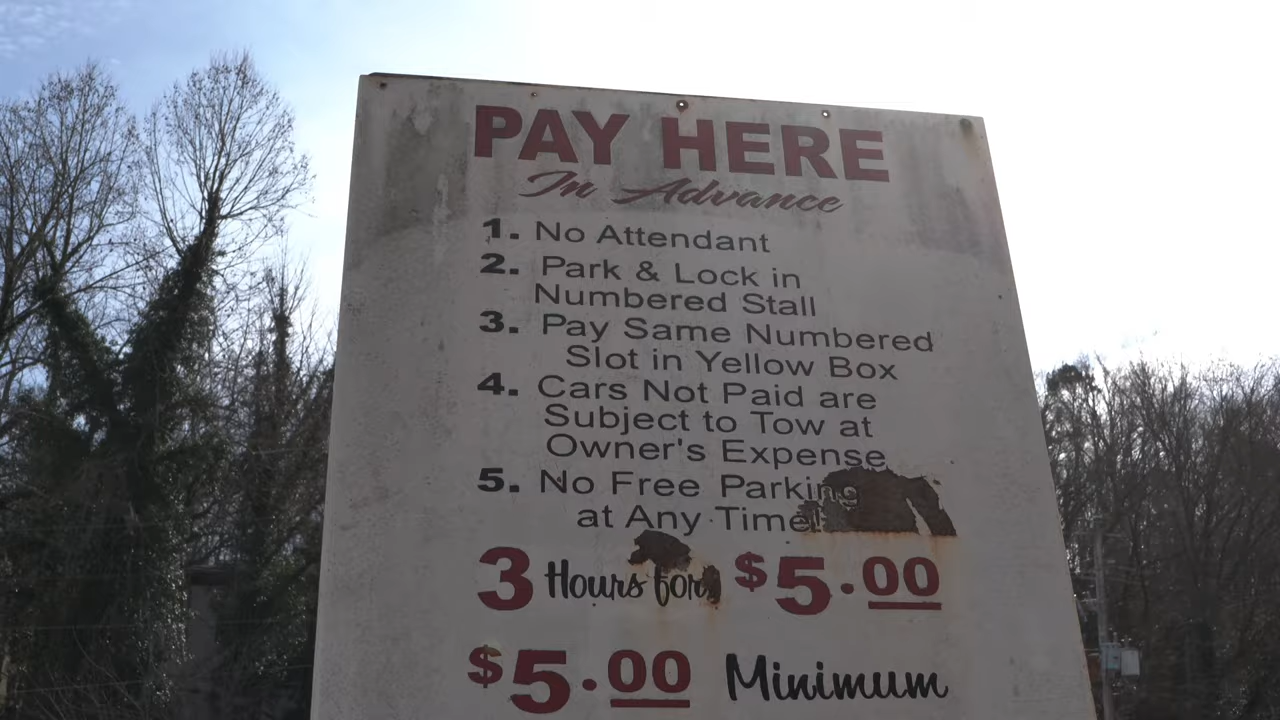 PAY HERE
In Advance
1. No Attendant
2. Park & Lock in
Numbered Stall
3. Pay Same Numbered
Slot in Yellow Box
4. Cars Not Paid are
Subject to Tow at
Owner's Expense
5. No Free Parking
at Any Time!
3 Hours for $5.00
$5.00 Minimum